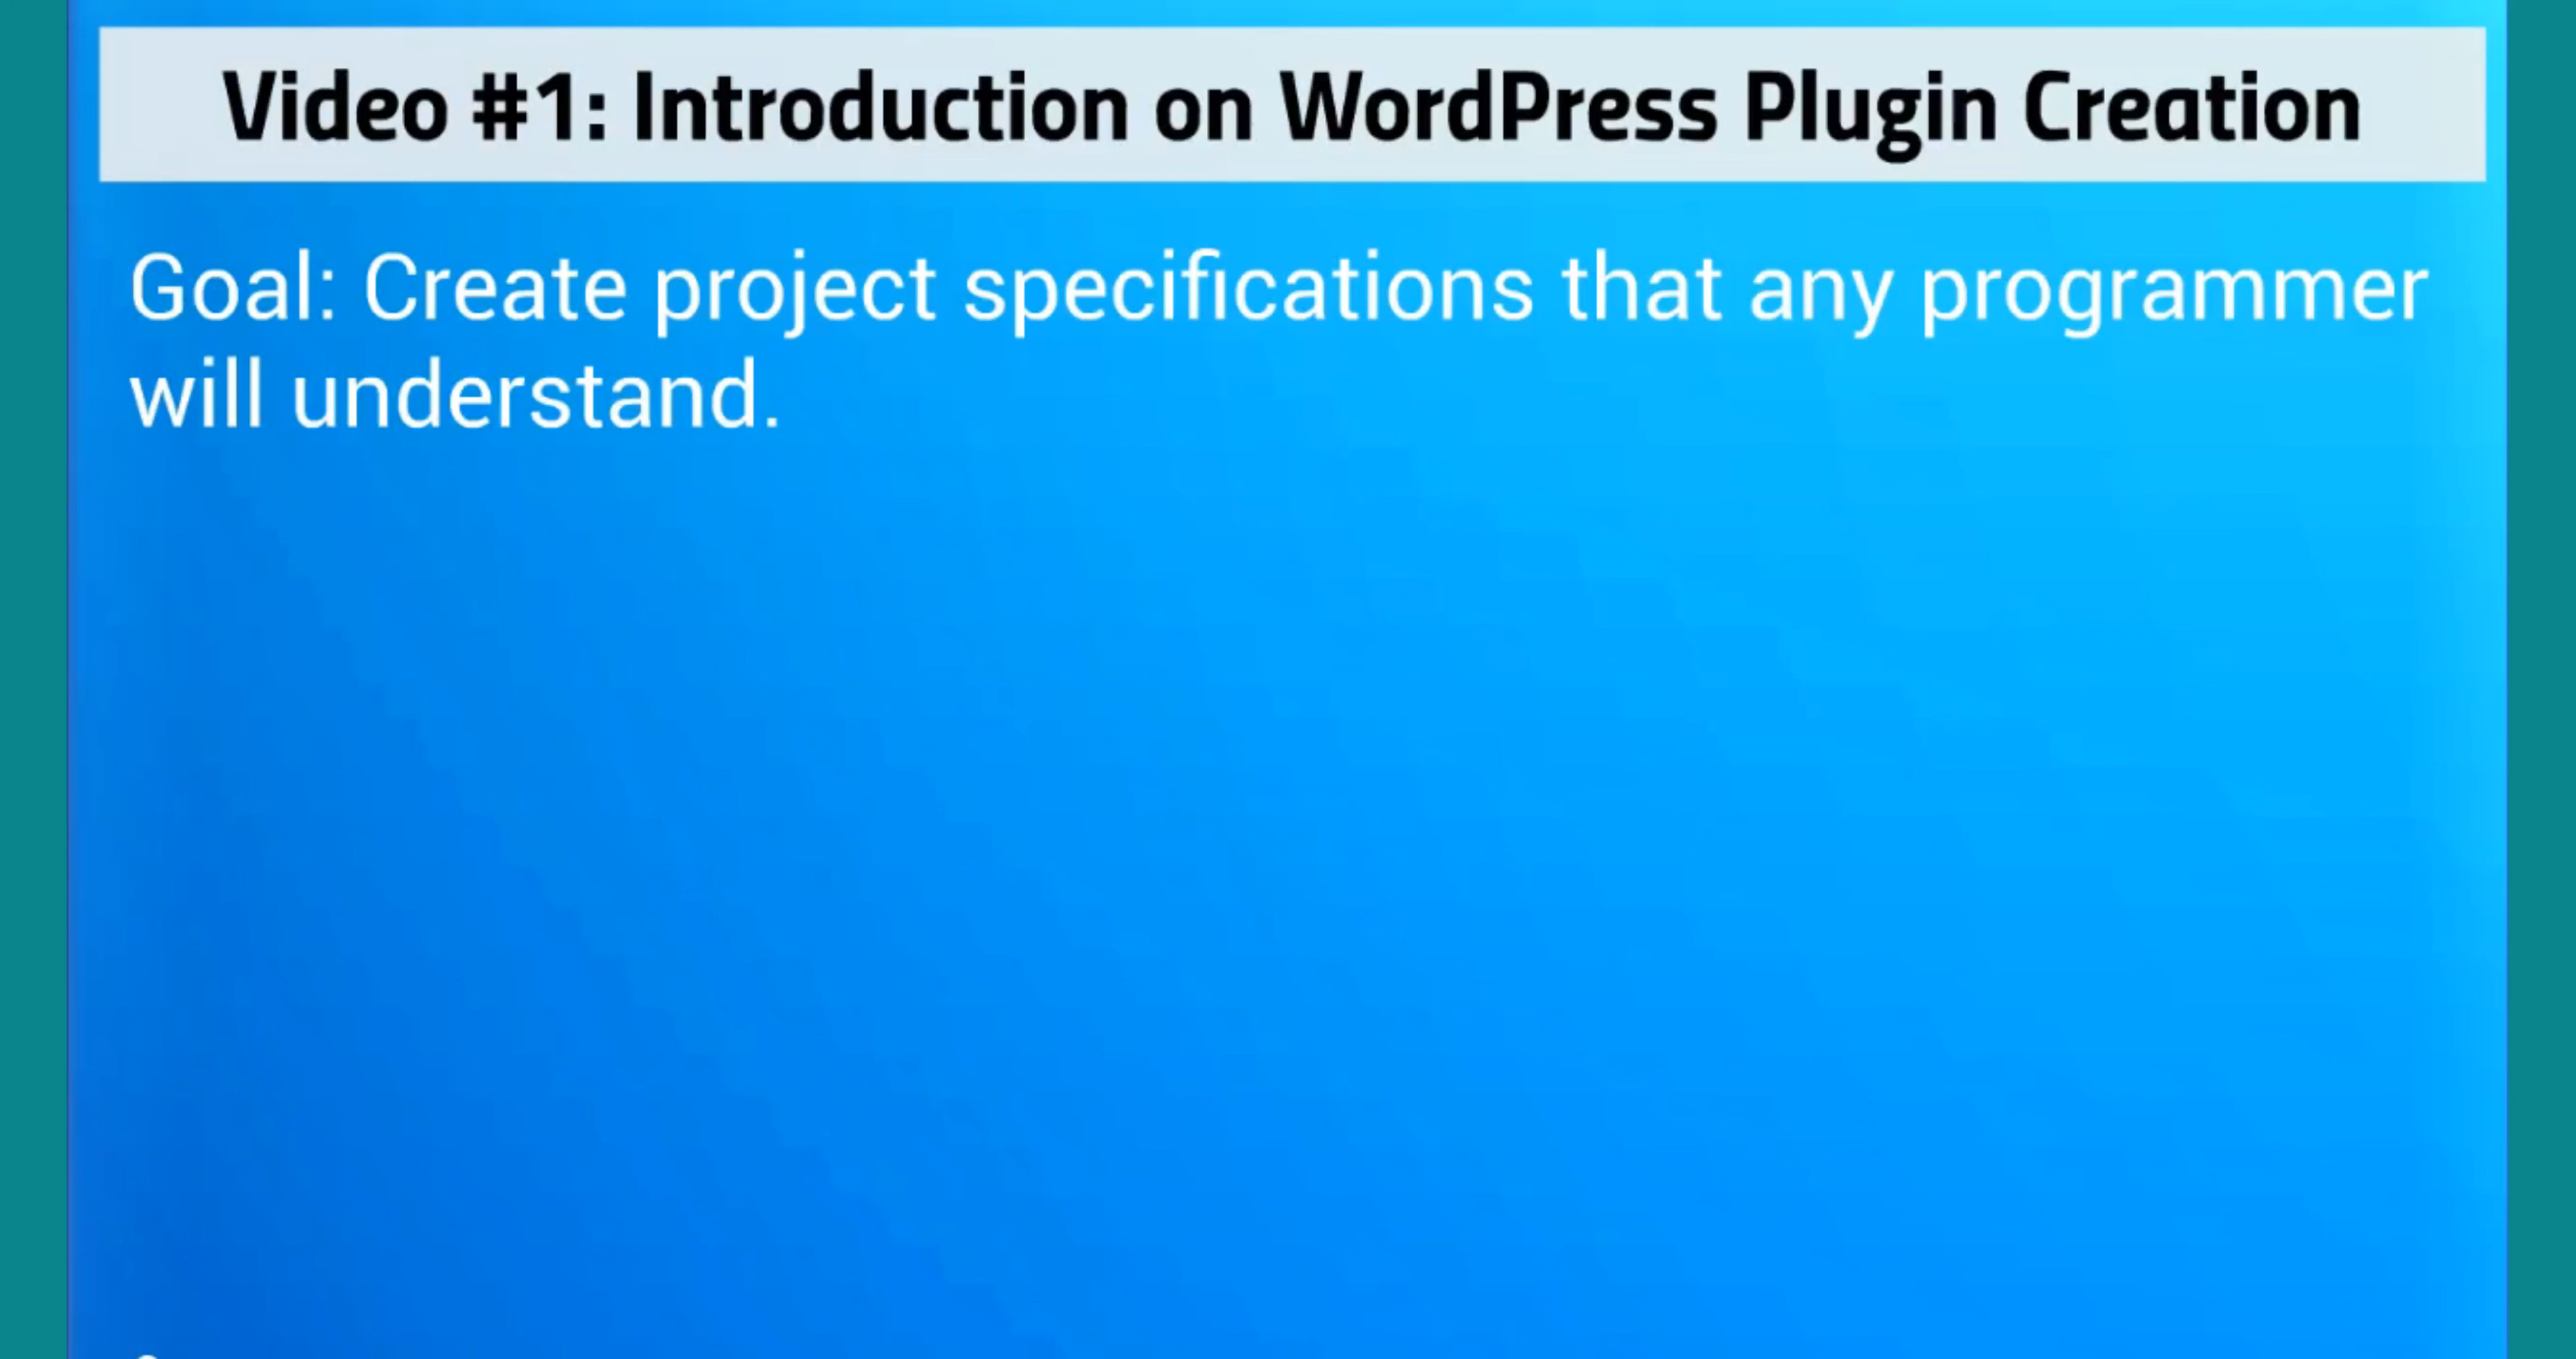 Video #1: Introduction on WordPress Plugin Creation
Goal: Create project specifications that any programmer
will understand.